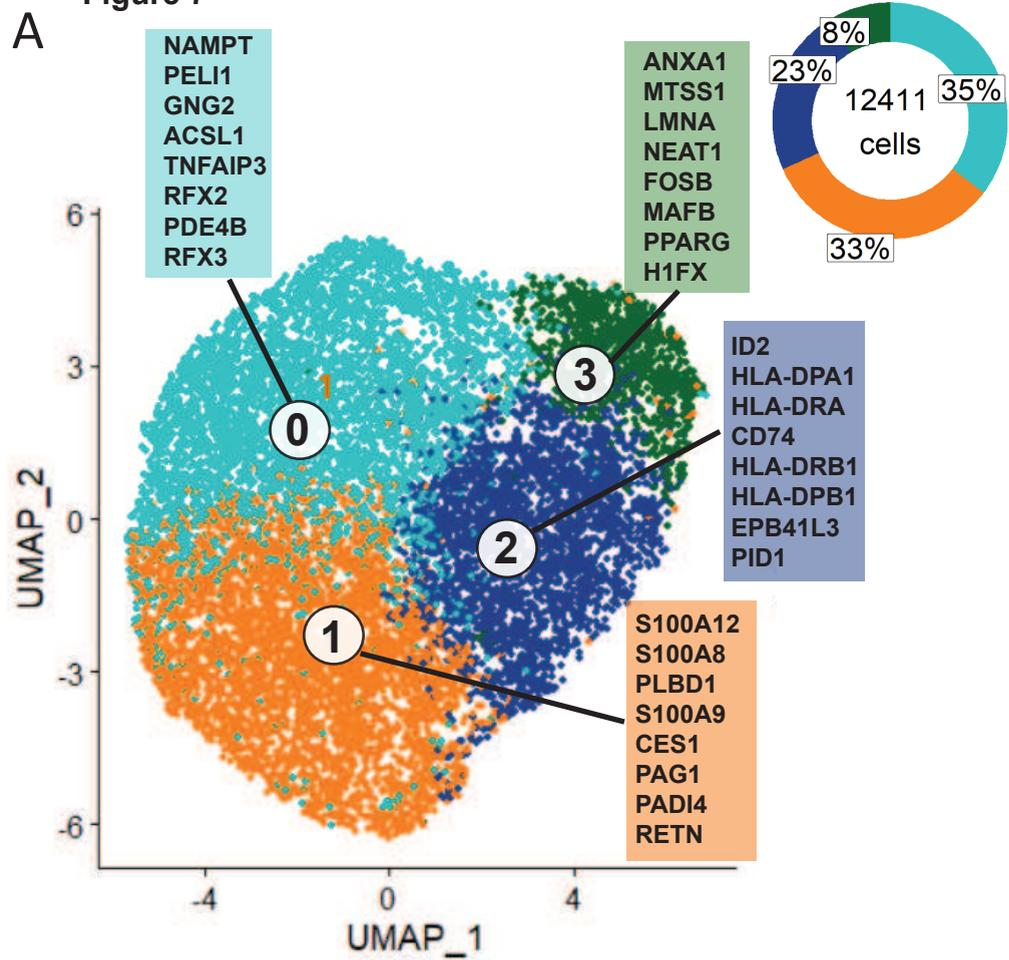 A
NAMPT
PELI1
GNG2
ACSL1
TNFAIP3
RFX2
PDE4B
RFX3
ANXA1
MTSS1
LMNA
NEAT1
FOSB
MAFB
PPARG
H1FX
8%
23%
35%
12411
cells
33%
ID2
HLA-DPA1
HLA-DRA
CD74
HLA-DRB1
HLA-DPB1
EPB41L3
PID1
S100A12
S100A8
PLBD1
S100A9
CES1
PAG1
PADI4
RETN
0
1
1
2
3
6
3
0
-3
-6
UMAP_2
-4
0
4
UMAP_1